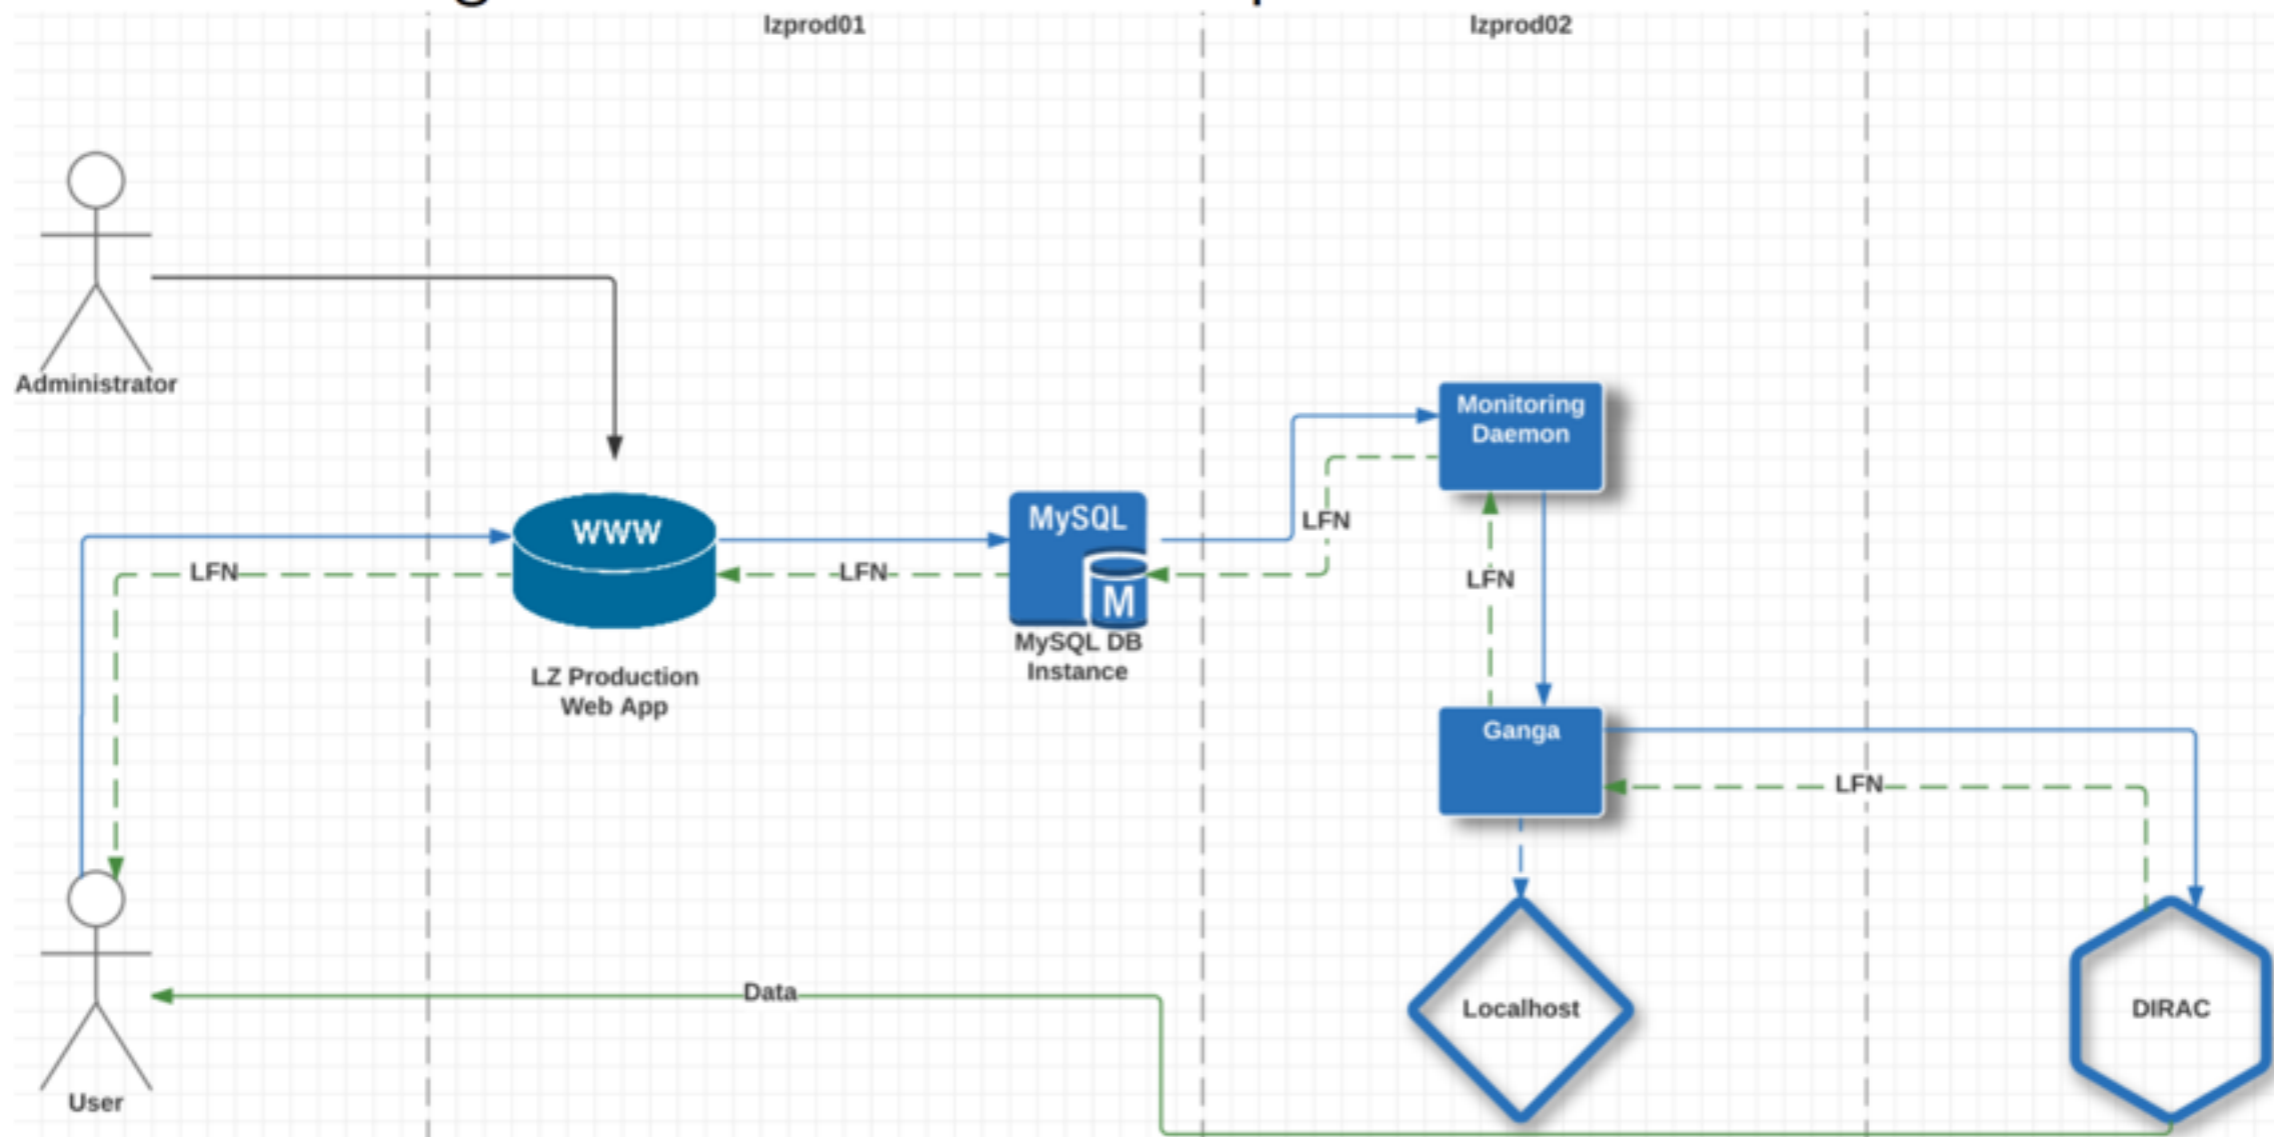 lzprod01
lzprod02
Administrator
Monitoring
Daemon
WWW
MySQL
LFN
LFN
LFN
LFN
M
MySQL DB
Instance
LZ Production
Web App
Ganga
LFN
Data
Localhost
DIRAC
User